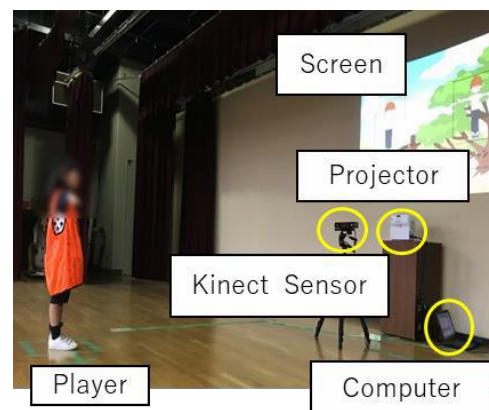 Screen
Projector
Kinect Sensor
Player
Computer